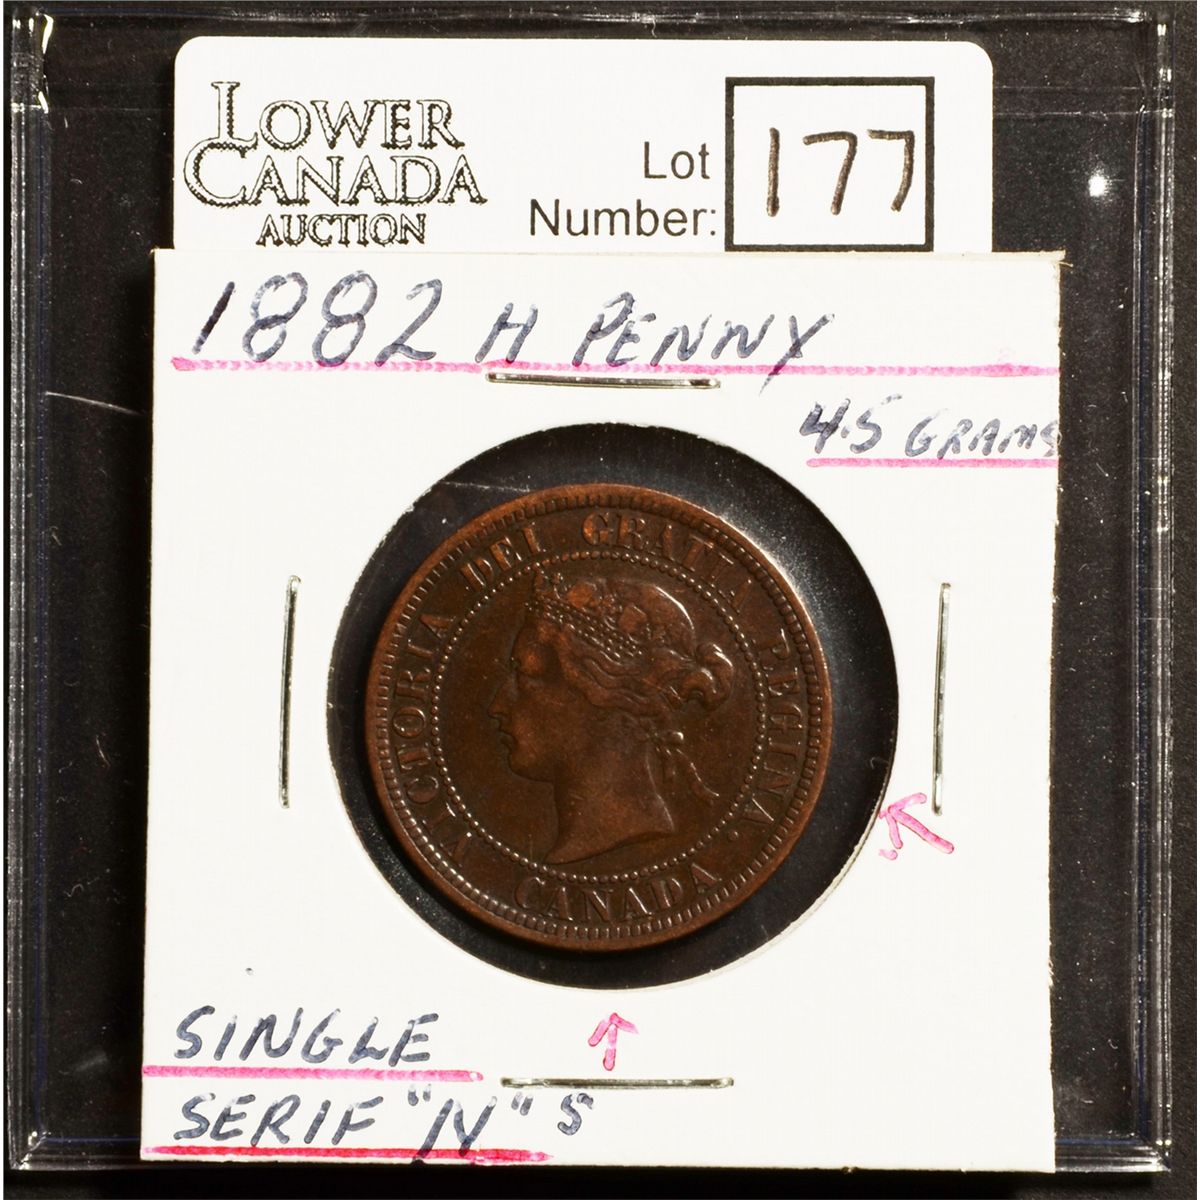 LOWER
CANADA
AUCTION
Lot
Number:
177
1882 H PENNY
4.5 GRAMS
VICTORIA DEI GRATIA REGINA.
CANADA
SINGLE
SERIF "N" S